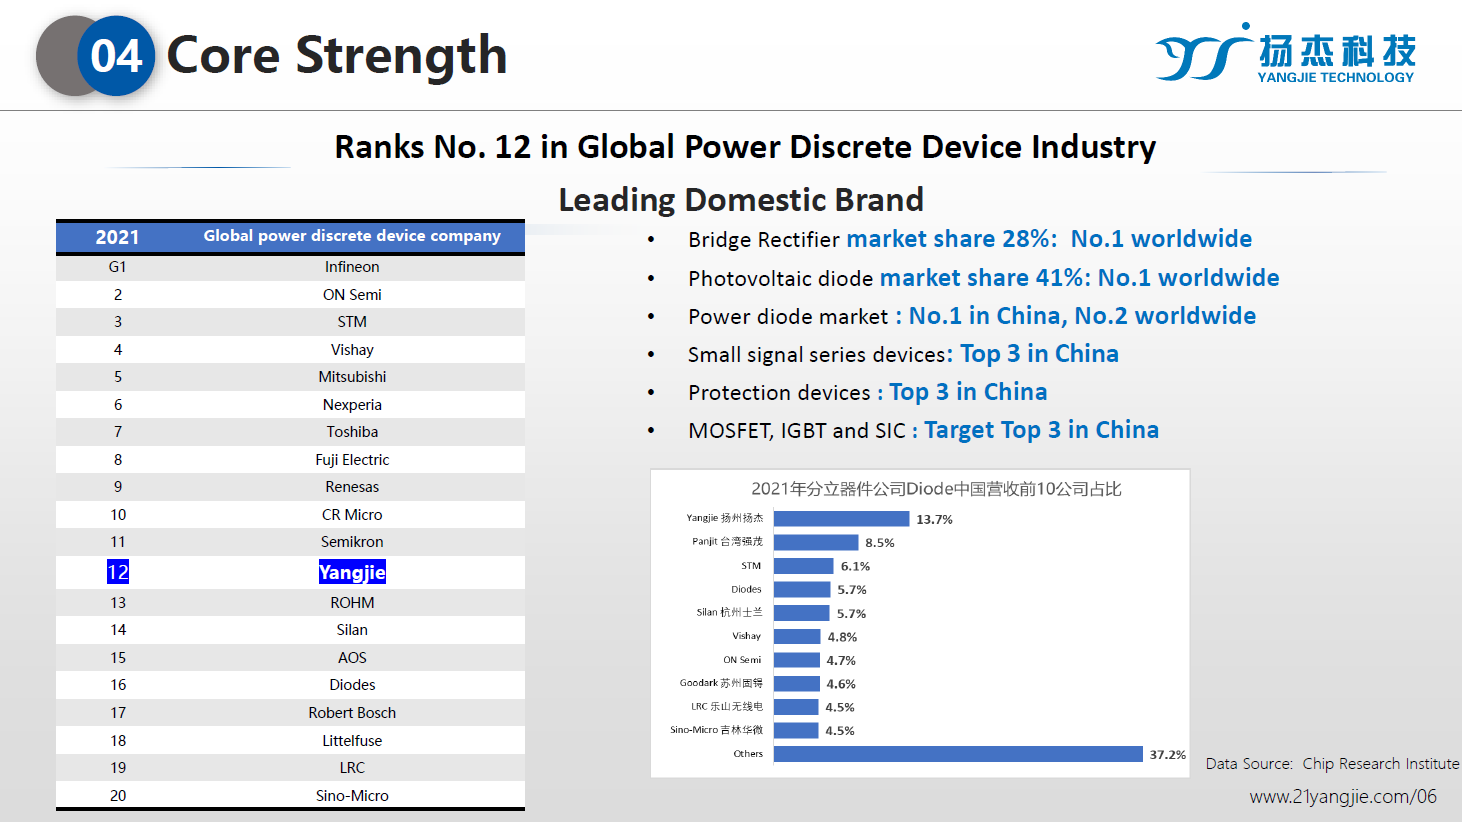 04 Core Strength
扬杰科技
YANGJIE TECHNOLOGY
Ranks No. 12 in Global Power Discrete Device Industry
Leading Domestic Brand
2021 Global power discrete device company
G1 Infineon
2 ON Semi
3 STM
4 Vishay
5 Mitsubishi
6 Nexperia
7 Toshiba
8 Fuji Electric
9 Renesas
10 CR Micro
11 Semikron
12 Yangjie
13 ROHM
14 Silan
15 AOS
16 Diodes
17 Robert Bosch
18 Littelfuse
19 LRC
20 Sino-Micro
• Bridge Rectifier market share 28%: No.1 worldwide
• Photovoltaic diode market share 41%: No.1 worldwide
• Power diode market : No.1 in China, No.2 worldwide
• Small signal series devices: Top 3 in China
• Protection devices : Top 3 in China
• MOSFET, IGBT and SIC : Target Top 3 in China
2021年分立器件公司Diode中国营收前10公司占比
Yangjie 扬州扬杰 13.7%
Panjit 台湾强茂 8.5%
STM 6.1%
Diodes 5.7%
Silan 杭州士兰 5.7%
Vishay 4.8%
ON Semi 4.7%
Goodark 苏州固锝 4.6%
LRC 乐山无线电 4.5%
Sino-Micro 吉林华微 4.5%
Others 37.2%
Data Source: Chip Research Institute
www.21yangjie.com/06